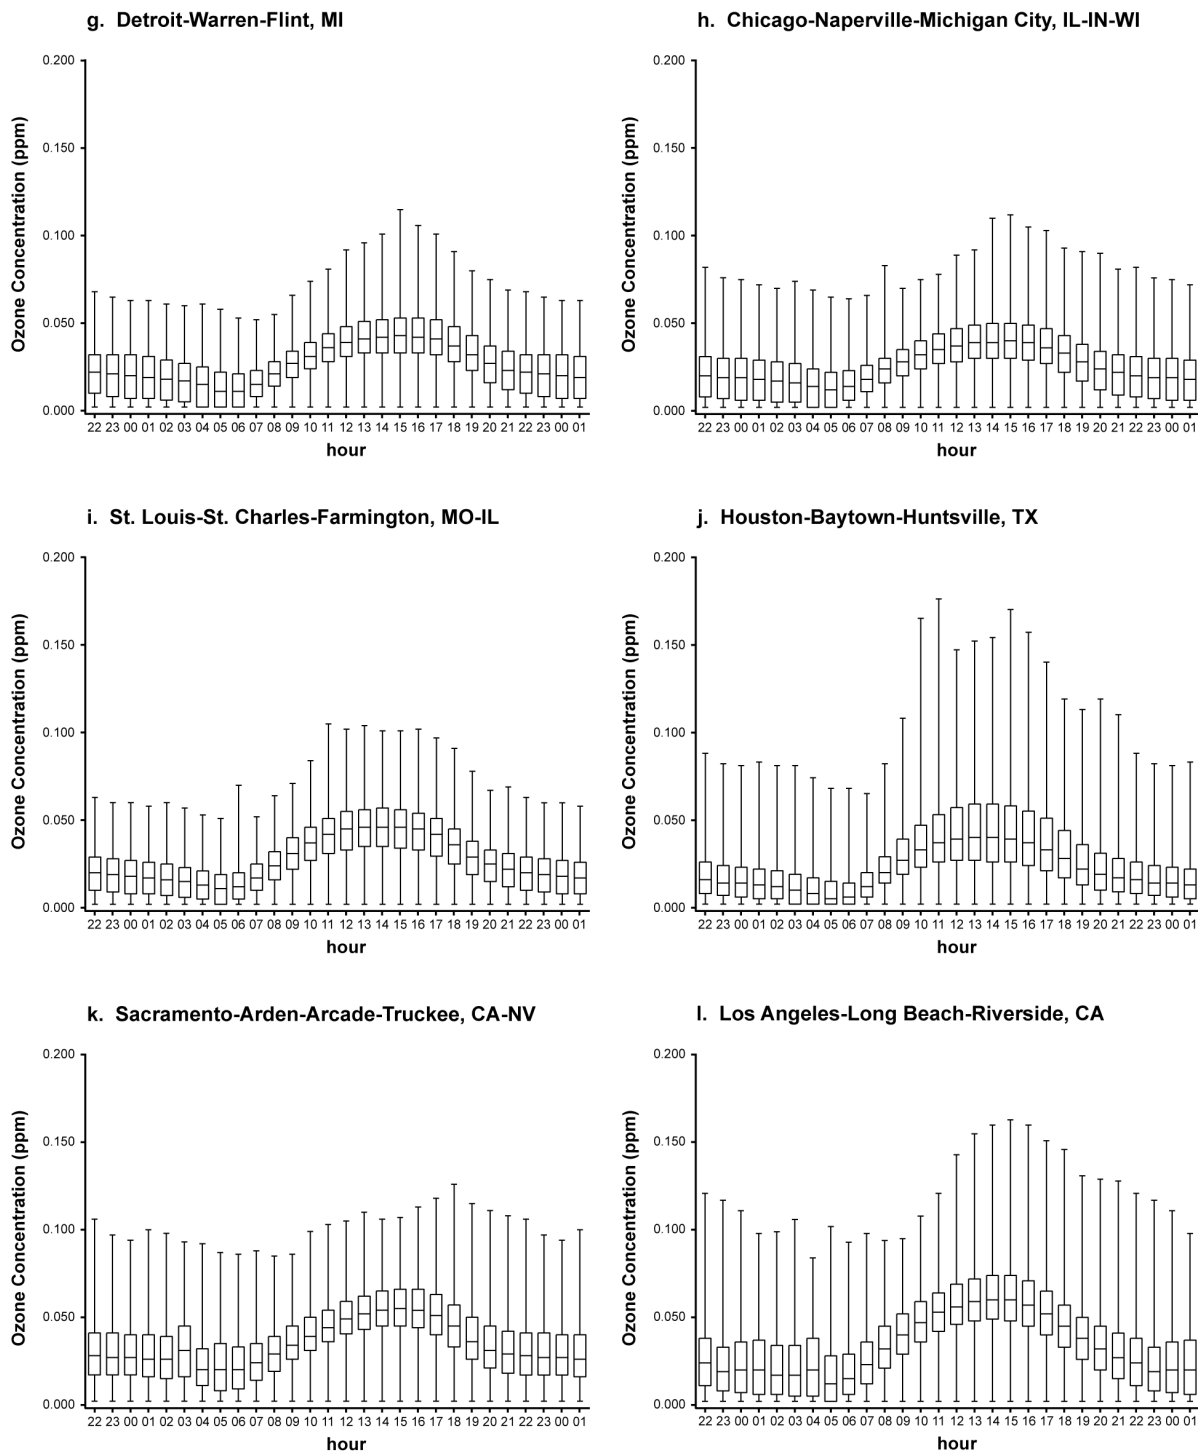 g. Detroit-Warren-Flint, MI
h. Chicago-Naperville-Michigan City, IL-IN-WI
0.200
0.150
0.100
0.050
0.000
Ozone Concentration (ppm)
22 23 00 01 02 03 04 05 06 07 08 09 10 11 12 13 14 15 16 17 18 19 20 21 22 23 00 01
hour
0.200
0.150
0.100
0.050
0.000
Ozone Concentration (ppm)
22 23 00 01 02 03 04 05 06 07 08 09 10 11 12 13 14 15 16 17 18 19 20 21 22 23 00 01
hour
i. St. Louis-St. Charles-Farmington, MO-IL
j. Houston-Baytown-Huntsville, TX
0.200
0.150
0.100
0.050
0.000
Ozone Concentration (ppm)
22 23 00 01 02 03 04 05 06 07 08 09 10 11 12 13 14 15 16 17 18 19 20 21 22 23 00 01
hour
0.200
0.150
0.100
0.050
0.000
Ozone Concentration (ppm)
22 23 00 01 02 03 04 05 06 07 08 09 10 11 12 13 14 15 16 17 18 19 20 21 22 23 00 01
hour
k. Sacramento-Arden-Arcade-Truckee, CA-NV
l. Los Angeles-Long Beach-Riverside, CA
0.200
0.150
0.100
0.050
0.000
Ozone Concentration (ppm)
22 23 00 01 02 03 04 05 06 07 08 09 10 11 12 13 14 15 16 17 18 19 20 21 22 23 00 01
hour
0.200
0.150
0.100
0.050
0.000
Ozone Concentration (ppm)
22 23 00 01 02 03 04 05 06 07 08 09 10 11 12 13 14 15 16 17 18 19 20 21 22 23 00 01
hour